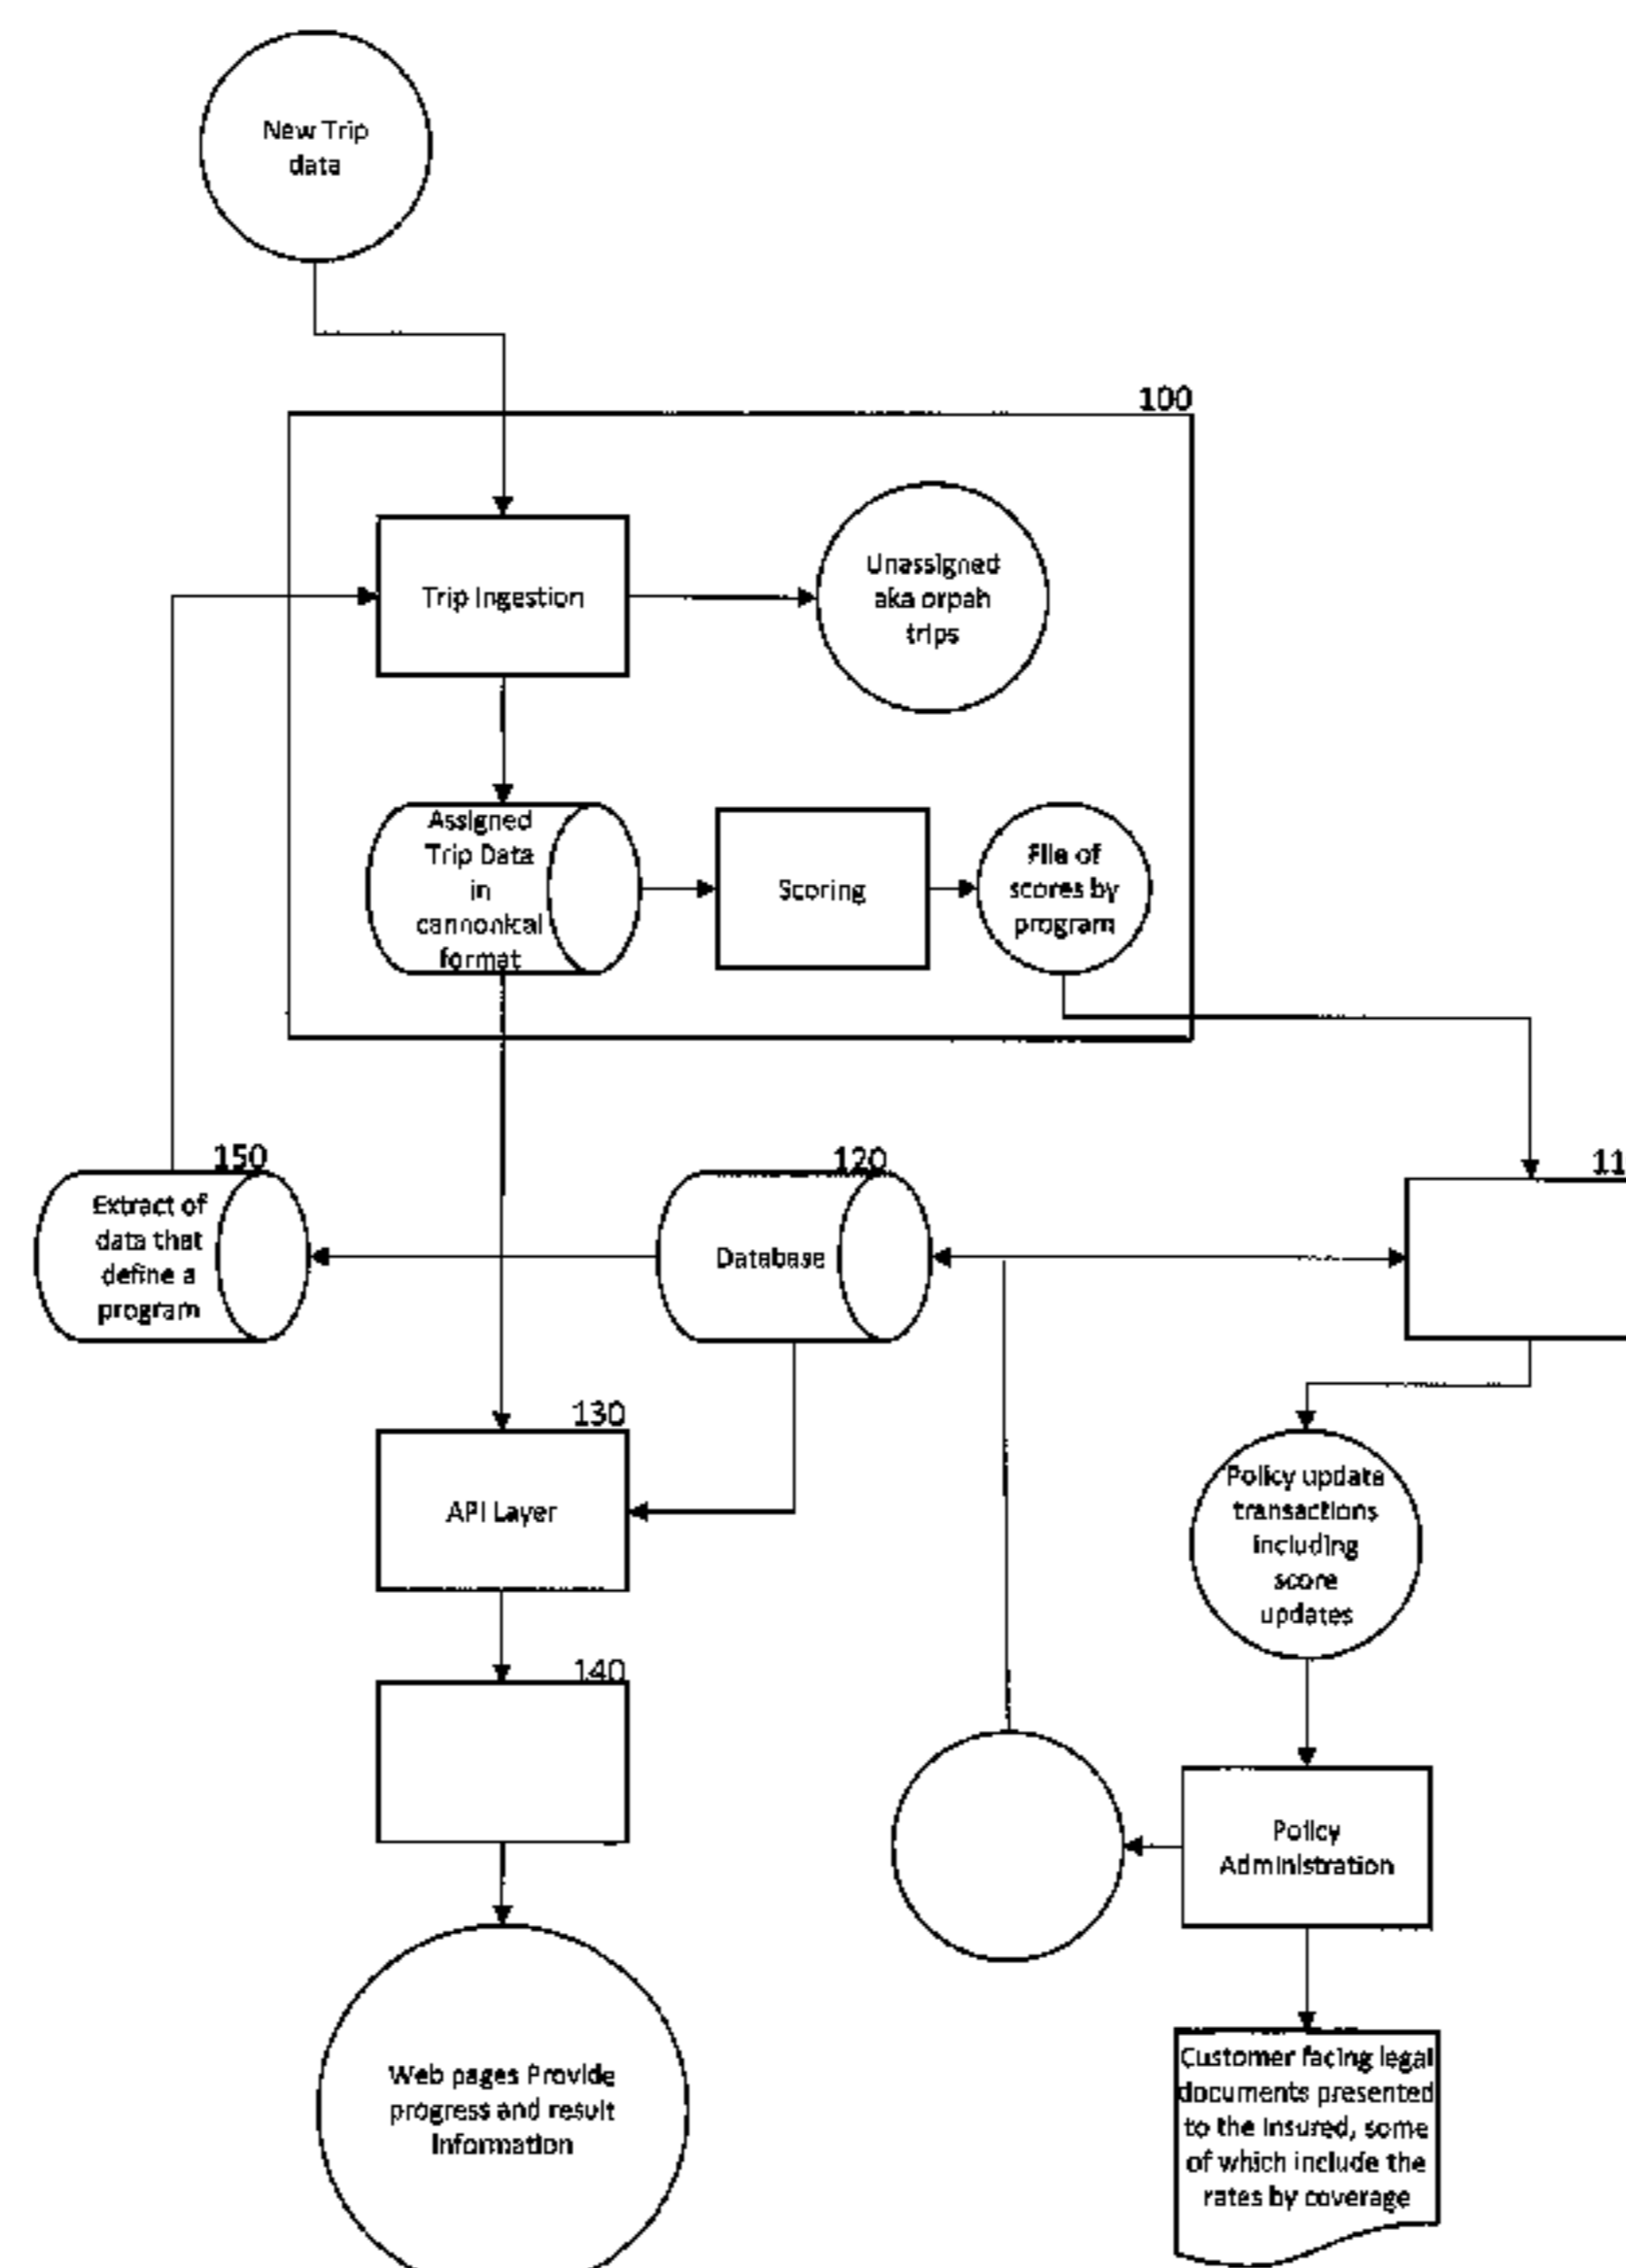 New Trip
data
100
Trip Ingestion
Unassigned
aka orpah
trips
Assigned
Trip Data
in
cannonical
format
Scoring
File of
scores by
program
150
Extract of
data that
define a
program
120
Database
11
130
API Layer
Policy update
transactions
including
score
updates
140
Policy
Administration
Web pages Provide
progress and result
Information
Customer facing legal
documents presented
to the insured, some
of which include the
rates by coverage